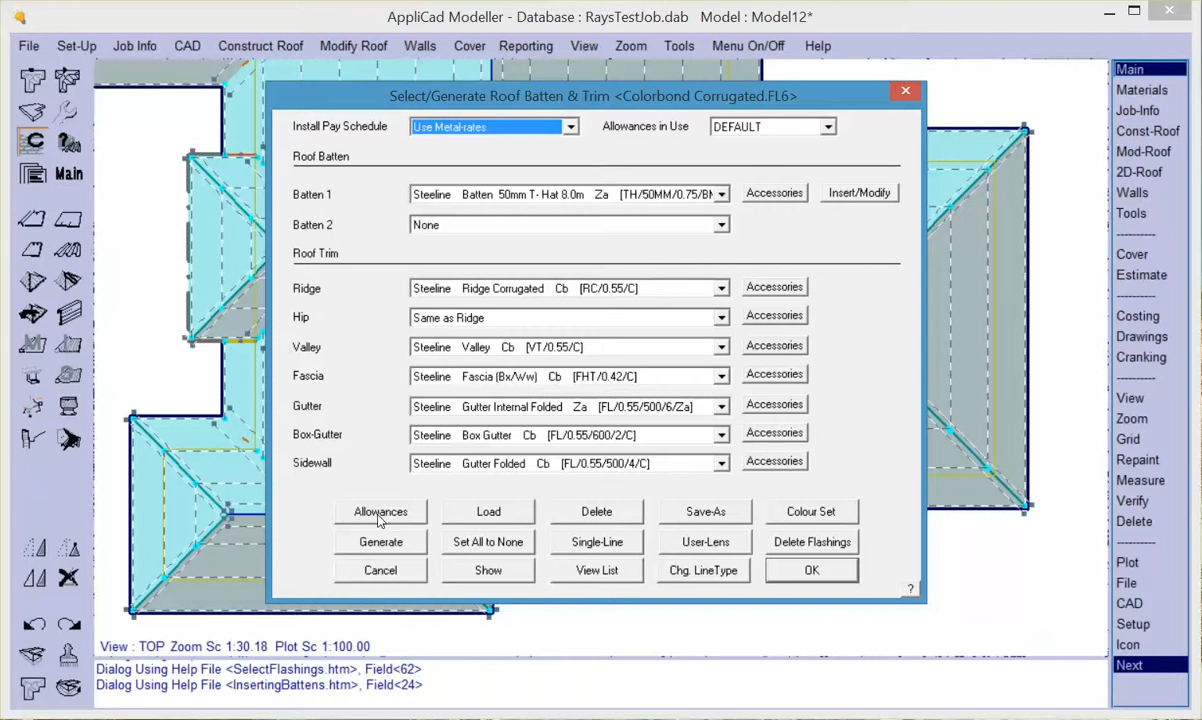 AppliCad Modeller - Database : RaysTestJob.dab    Model : Model12*
File Set-Up Job Info CAD Construct Roof Modify Roof Walls Cover Reporting View Zoom Tools Menu On/Off Help
Select/Generate Roof Batten & Trim <Colorbond Corrugated.FL6>
Install Pay Schedule Use Metal-rates Allowances in Use DEFAULT
Roof Batten
Batten 1 Steeline Batten 50mm T- Hat 8.0m Za [TH/50MM/0.75/BM Accessories Insert/Modify
Batten 2 None
Roof Trim
Ridge Steeline Ridge Corrugated Cb [RC/0.55/C] Accessories
Hip Same as Ridge Accessories
Valley Steeline Valley Cb [VT/0.55/C] Accessories
Fascia Steeline Fascia (Bx/Ww) Cb [FHT/0.42/C] Accessories
Gutter Steeline Gutter Internal Folded Za [FL/0.55/500/6/Za] Accessories
Box-Gutter Steeline Box Gutter Cb [FL/0.55/600/2/C] Accessories
Sidewall Steeline Gutter Folded Cb [FL/0.55/500/4/C] Accessories
Allowances Load Delete Save-As Colour Set
Generate Set All to None Single-Line User-Lens Delete Flashings
Cancel Show View List Chg. LineType OK
?
C
Main
Main
Materials
Job-Info
Const-Roof
Mod-Roof
2D-Roof
Walls
Tools
----------
Cover
Estimate
----------
Costing
Drawings
Cranking
----------
View
Zoom
Grid
Repaint
Measure
Verify
Delete
----------
Plot
File
CAD
Setup
Icon
Next
View : TOP Zoom Sc 1:30.18 Plot Sc 1:100.00
Dialog Using Help File <SelectFlashings.htm>, Field<62>
Dialog Using Help File <InsertingBattens.htm>, Field<24>